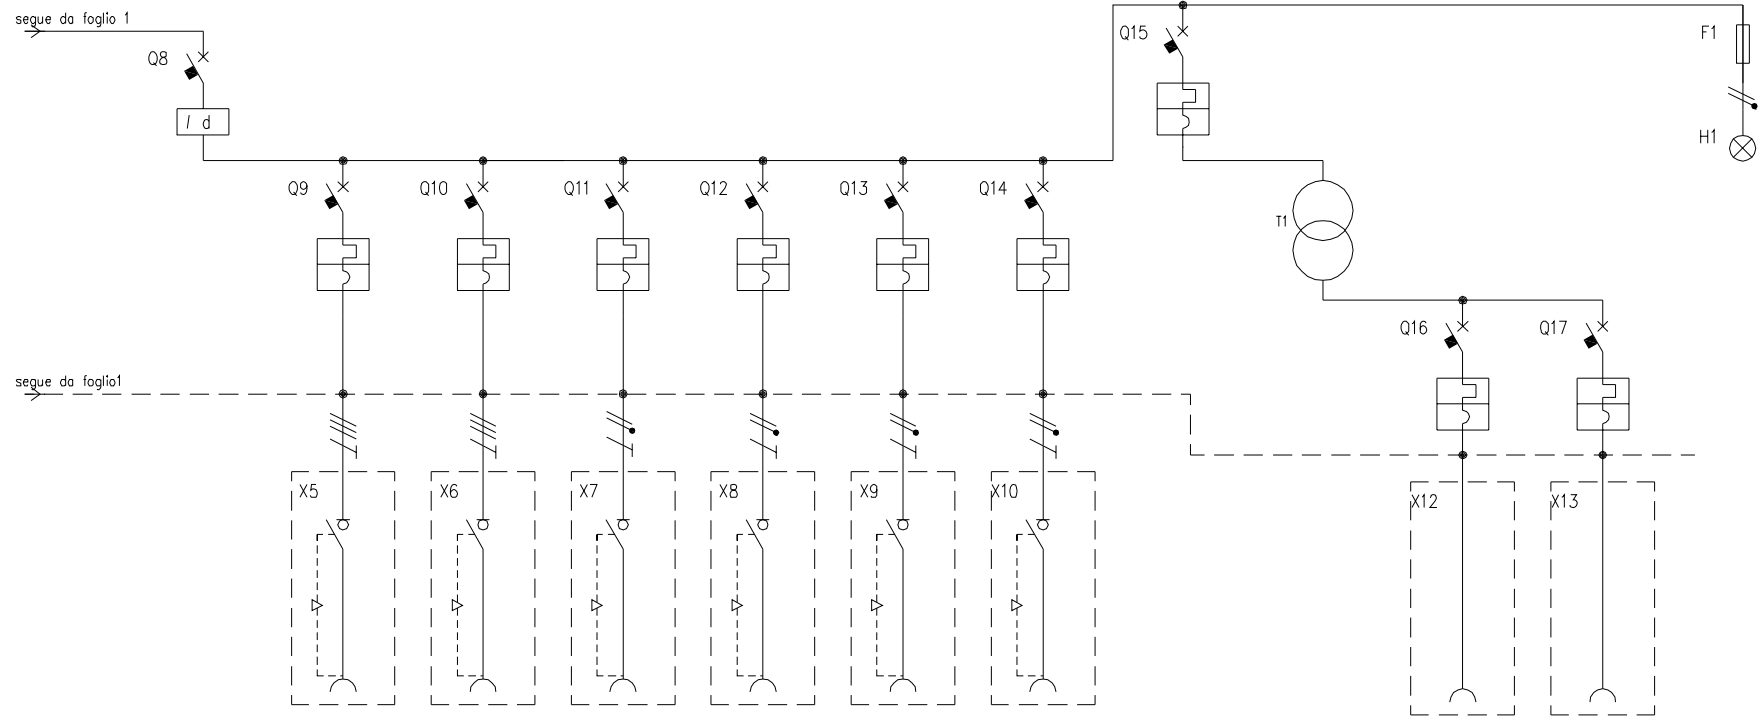 segue da foglio 1
Q15
F1
Q8
I d
H1
Q9
Q10
Q11
Q12
Q13
Q14
T1
Q16
Q17
segue da foglio1
X5
X6
X7
X8
X9
X10
X12
X13